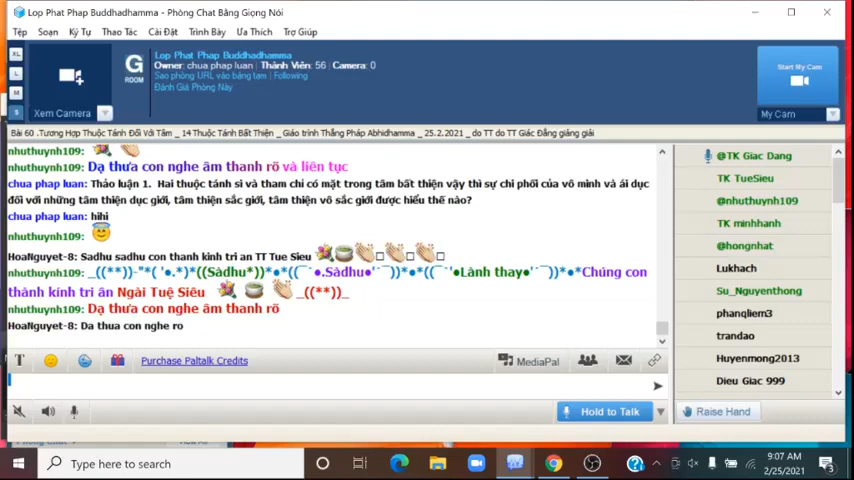 Lop Phat Phap Buddhadhamma - Phòng Chat Bằng Giọng Nói
Tệp Soạn Ký Tự Thao Tác Cài Đặt Trình Bày Ưa Thích Trợ Giúp
XL
L
M
S
Xem Camera
G
ROOM
Lop Phat Phap Buddhadhamma
Owner: chua phap luan | Thành Viên: 56 | Camera: 0
Sao phòng URL vào bảng tạm | Following
Đánh Giá Phòng Này
Start My Cam
My Cam
Bài 60 .Tương Hợp Thuộc Tánh Đối Với Tâm _ 14 Thuộc Tánh Bất Thiện _ Giáo trình Thắng Pháp Abhidhamma _ 25.2.2021 _do TT do TT Giác Đẳng giảng giải
nhuthuynh109:
nhuthuynh109: Dạ thưa con nghe âm thanh rõ và liên tục
chua phap luan: Thảo luận 1. Hai thuộc tánh si và tham chỉ có mặt trong tâm bất thiện vậy thì sự chi phối của vô minh và ái dục
đối với những tâm thiện dục giới, tâm thiện sắc giới, tâm thiện vô sắc giới được hiểu thế nào?
chua phap luan: hihi
nhuthuynh109:
HoaNguyet-8: Sadhu sadhu con thanh kinh tri an TT Tue Sieu
nhuthuynh109: _((**))-"*( '●.*)*((Sàdhu*))*●*((¯`●.Sàdhu●'´¯))*●*((¯`'●Lành thay●'´¯))*●*Chúng con
thành kính tri ân Ngài Tuệ Siêu _((**))_
nhuthuynh109: Dạ thưa con nghe âm thanh rõ
HoaNguyet-8: Da thua con nghe ro
@TK Giac Dang
TK TueSieu
@nhuthuynh109
TK minhhanh
@hongnhat
Lukhach
Su_Nguyenthong
phanqliem3
trandao
Huyenmong2013
Dieu Giac 999
T Purchase Paltalk Credits MediaPal
Hold to Talk
Raise Hand
Type here to search
9:07 AM
2/25/2021
3